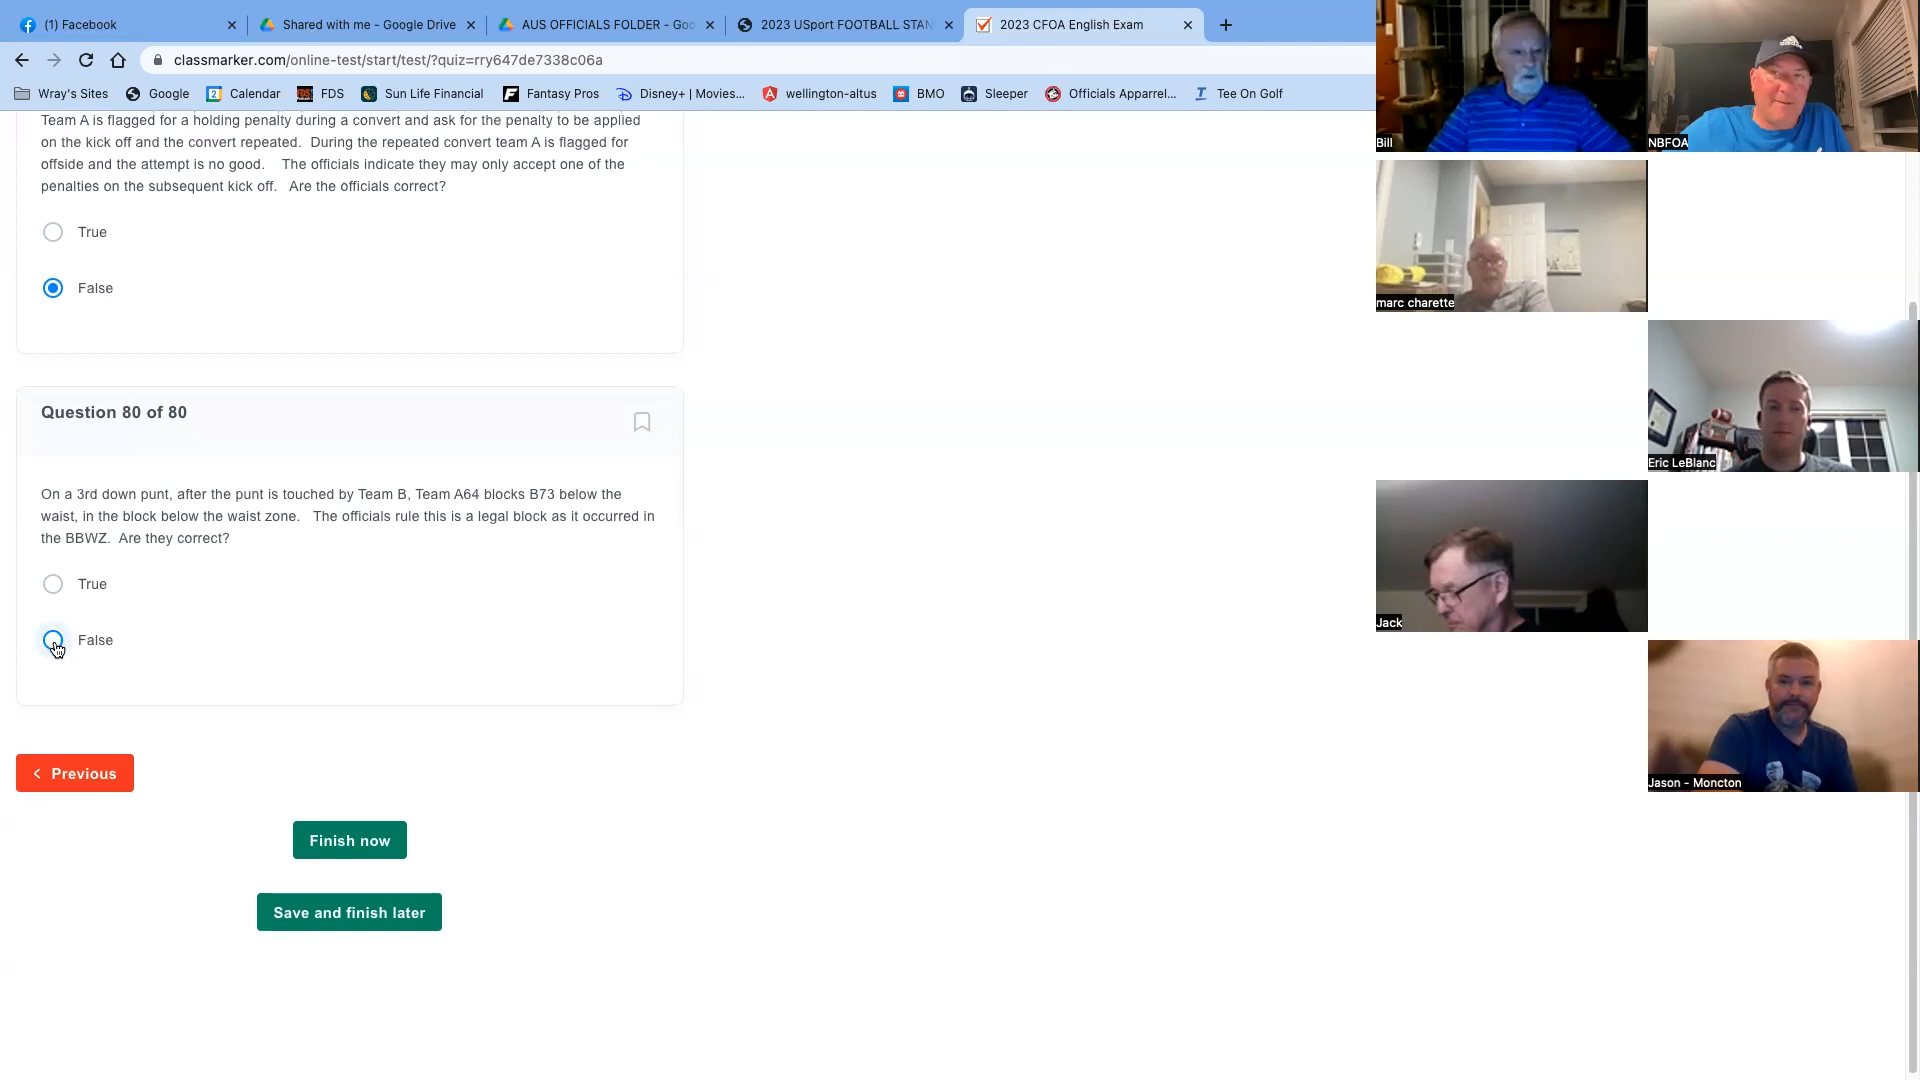 (1) Facebook
Shared with me - Google Drive
AUS OFFICIALS FOLDER - Goo
2023 USport FOOTBALL STAN
2023 CFOA English Exam
classmarker.com/online-test/start/test/?quiz=rry647de7338c06a
Wray's Sites
Google
Calendar
FDS
Sun Life Financial
Fantasy Pros
Disney+ | Movies...
wellington-altus
BMO
Sleeper
Officials Apparrel...
Tee On Golf
Team A is flagged for a holding penalty during a convert and ask for the penalty to be applied
on the kick off and the convert repeated. During the repeated convert team A is flagged for
offside and the attempt is no good. The officials indicate they may only accept one of the
penalties on the subsequent kick off. Are the officials correct?
True
False
Question 80 of 80
On a 3rd down punt, after the punt is touched by Team B, Team A64 blocks B73 below the
waist, in the block below the waist zone. The officials rule this is a legal block as it occurred in
the BBWZ. Are they correct?
True
False
< Previous
Finish now
Save and finish later
Bill
NBFOA
marc charette
Eric LeBlanc
Jack
Jason - Moncton